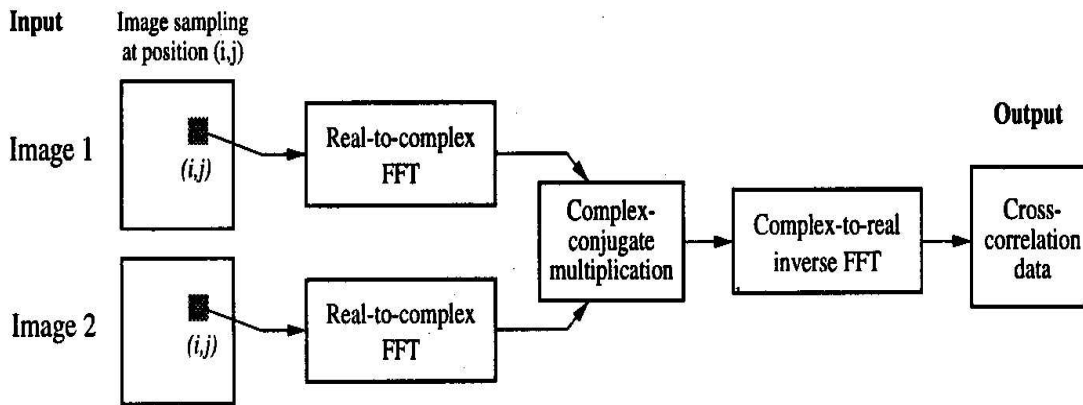 Input
Image sampling
at position (i,j)
Image 1
(i,j)
Real-to-complex
FFT
Image 2
(i,j)
Real-to-complex
FFT
Complex-
conjugate
multiplication
Complex-to-real
inverse FFT
Output
Cross-
correlation
data